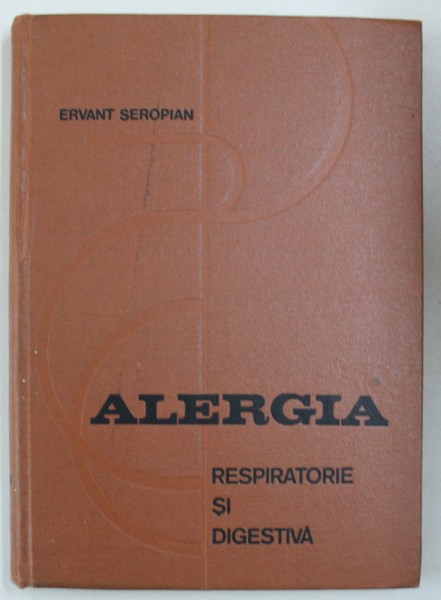 ERVANT SEROPIAN
ALERGIA
RESPIRATORIE
ȘI
DIGESTIVĂ